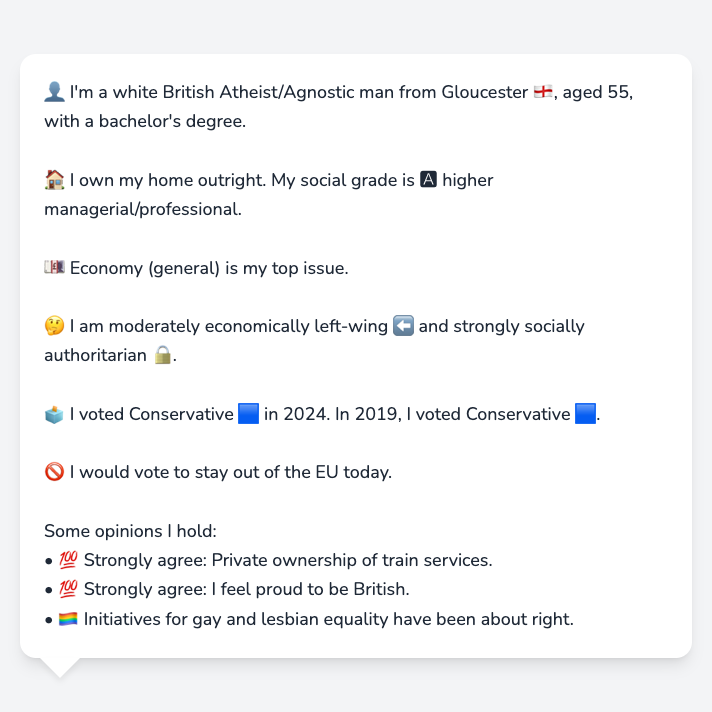 👤 I'm a white British Atheist/Agnostic man from Gloucester 🏴󠁧󠁢󠁥󠁮󠁧󠁿, aged 55,
with a bachelor's degree.
🏠 I own my home outright. My social grade is 🅰 higher
managerial/professional.
💷 Economy (general) is my top issue.
🤔 I am moderately economically left-wing ⬅️ and strongly socially
authoritarian 🔒.
🗳️ I voted Conservative 🟦 in 2024. In 2019, I voted Conservative 🟦.
🚫 I would vote to stay out of the EU today.
Some opinions I hold:
• 💯 Strongly agree: Private ownership of train services.
• 💯 Strongly agree: I feel proud to be British.
• 🏳️‍🌈 Initiatives for gay and lesbian equality have been about right.